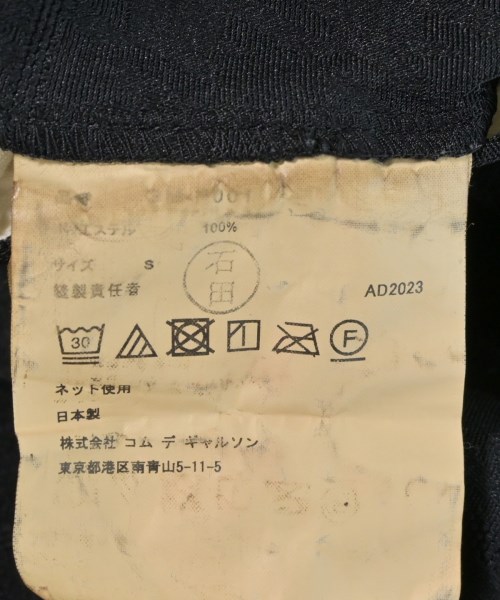 ポリエステル 100%
サイズ S
縫製責任者 石田 AD2023
30 F
ネット使用
日本製
株式会社 コム デ ギャルソン
東京都港区南青山5-11-5